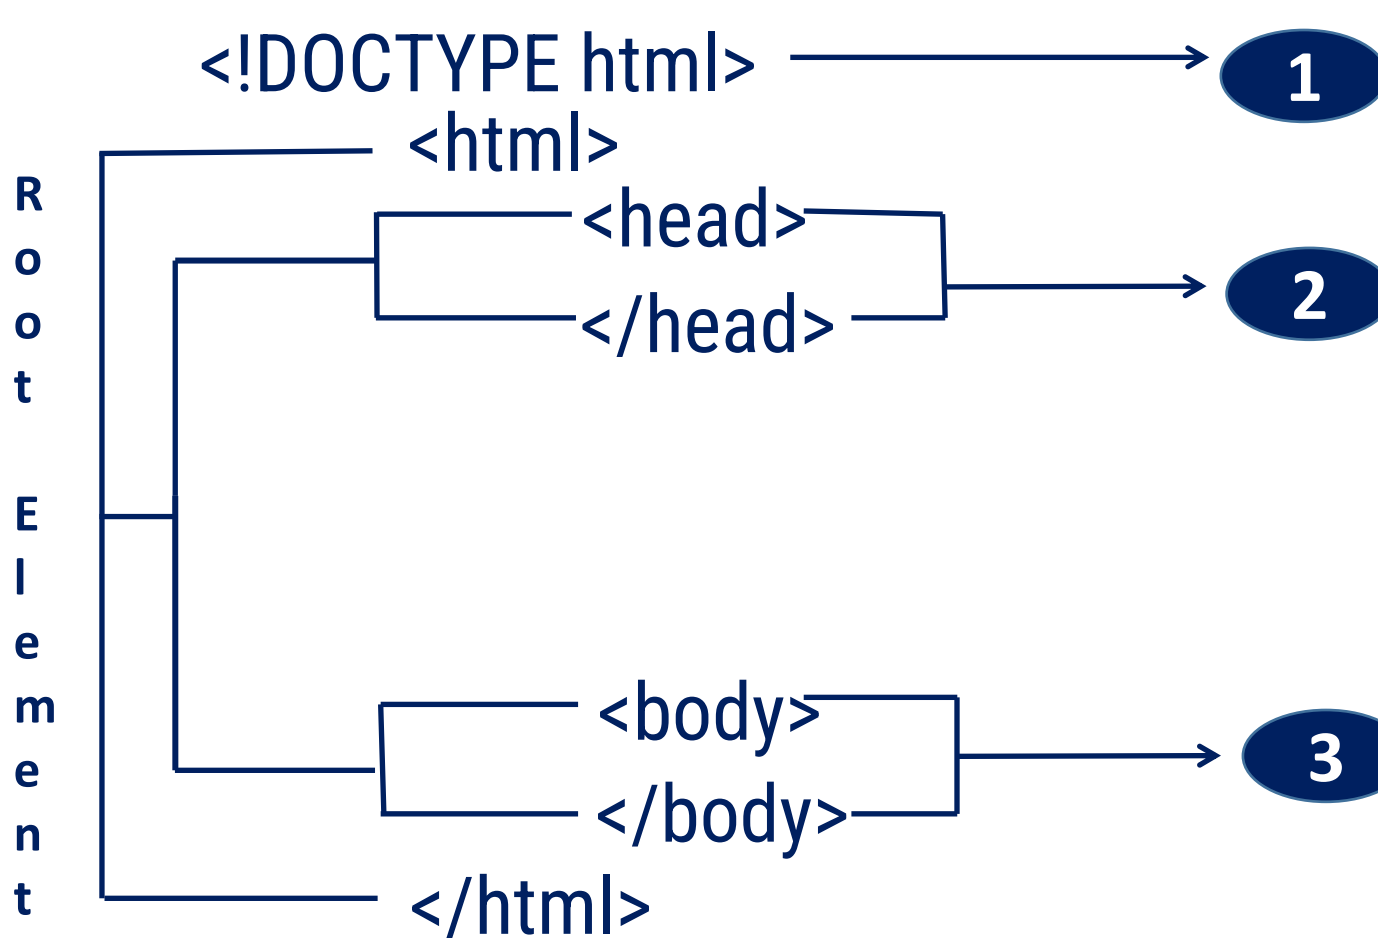 <!DOCTYPE html>
1
<html>
Root Element
<head>
2
</head>
<body>
3
</body>
</html>